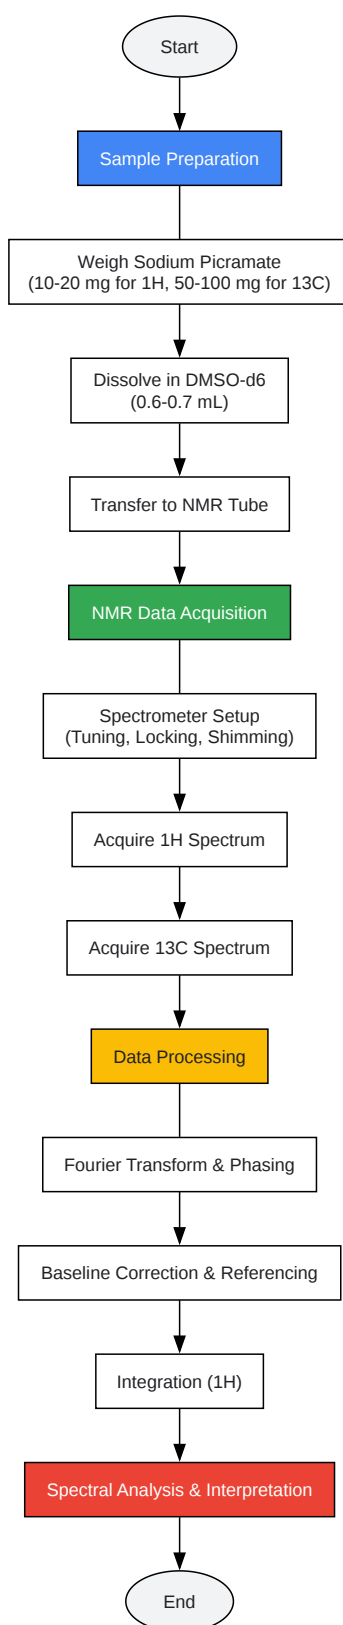 Start
Sample Preparation
Weigh Sodium Picramate
(10-20 mg for 1H, 50-100 mg for 13C)
Dissolve in DMSO-d6
(0.6-0.7 mL)
Transfer to NMR Tube
NMR Data Acquisition
Spectrometer Setup
(Tuning, Locking, Shimming)
Acquire 1H Spectrum
Acquire 13C Spectrum
Data Processing
Fourier Transform & Phasing
Baseline Correction & Referencing
Integration (1H)
Spectral Analysis & Interpretation
End